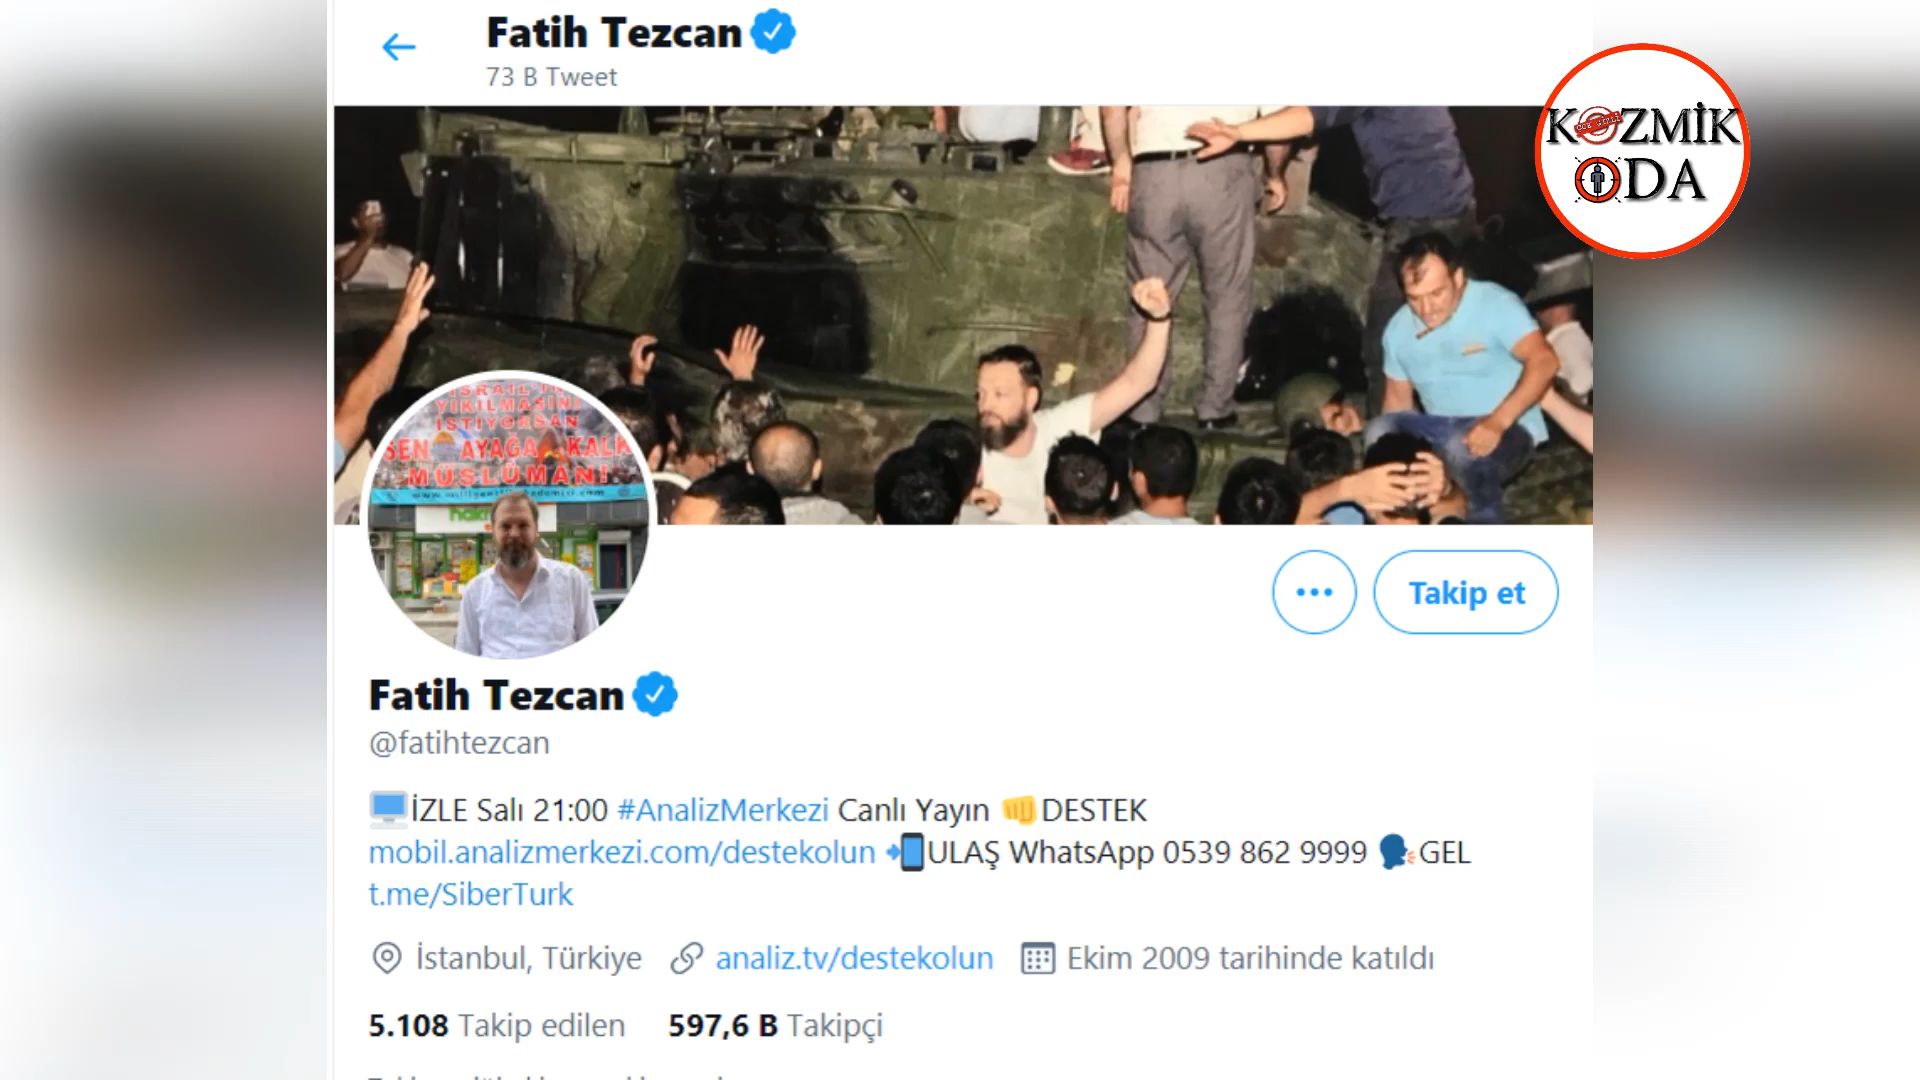 Fatih Tezcan
73 B Tweet
KOZMİK
ODA
İSRAİL'İN
YIKILMASINI
İSTİYORSAN
SEN AYAĞA KALK
MÜSLÜMAN!
Takip et
Fatih Tezcan
@fatihtezcan
İZLE Salı 21:00 #AnalizMerkezi Canlı Yayın 👊DESTEK
mobil.analizmerkezi.com/destekolun 📲ULAŞ WhatsApp 0539 862 9999 🗣GEL
t.me/SiberTurk
İstanbul, Türkiye analiz.tv/destekolun Ekim 2009 tarihinde katıldı
5.108 Takip edilen 597,6 B Takipçi